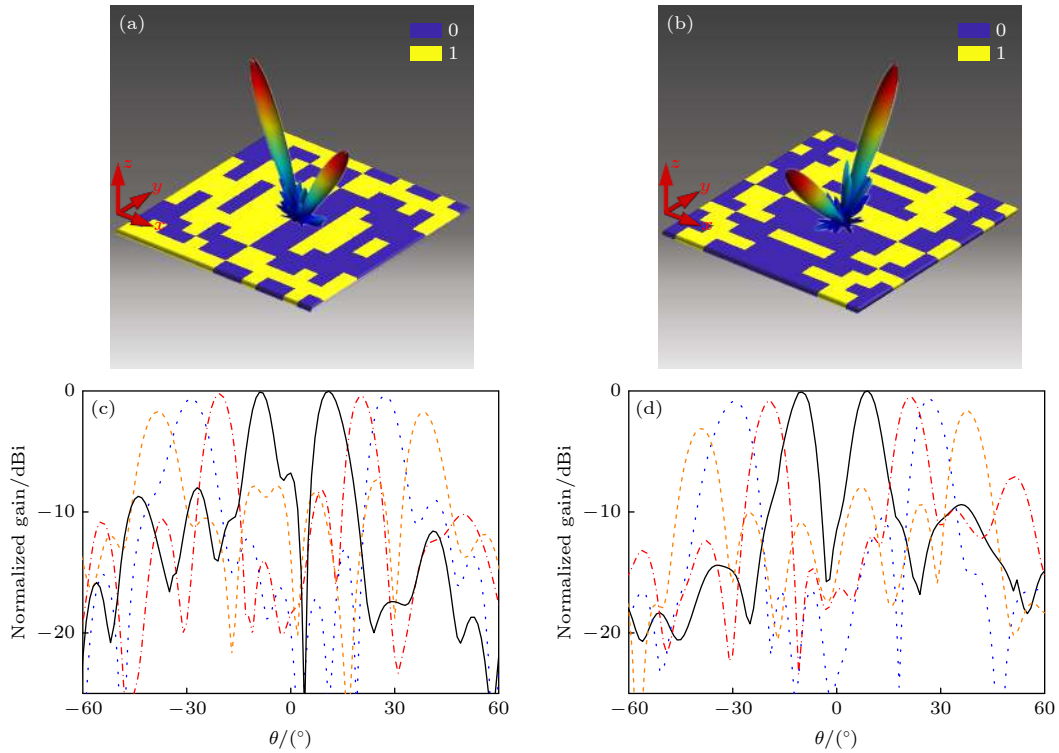 (a)
0
1
z
y
x
(b)
0
1
z
y
x
(c)
Normalized gain/dBi
0
−10
−20
−60
−30
0
30
60
θ/(°)
(d)
Normalized gain/dBi
0
−10
−20
−60
−30
0
30
60
θ/(°)